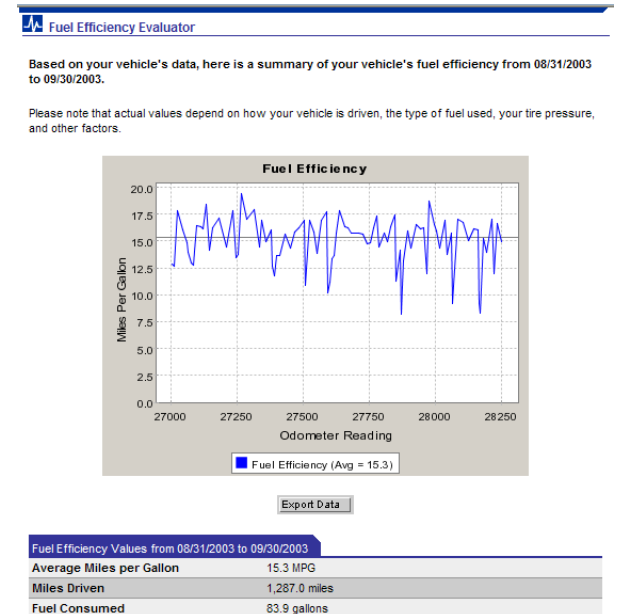 Fuel Efficiency Evaluator
Based on your vehicle's data, here is a summary of your vehicle's fuel efficiency from 08/31/2003
to 09/30/2003.
Please note that actual values depend on how your vehicle is driven, the type of fuel used, your tire pressure,
and other factors.
Fuel Efficiency
20.0
17.5
15.0
12.5
10.0
7.5
5.0
2.5
0.0
Miles Per Gallon
27000 27250 27500 27750 28000 28250
Odometer Reading
Fuel Efficiency (Avg = 15.3)
Export Data
Fuel Efficiency Values from 08/31/2003 to 09/30/2003
Average Miles per Gallon 15.3 MPG
Miles Driven 1,287.0 miles
Fuel Consumed 83.9 gallons